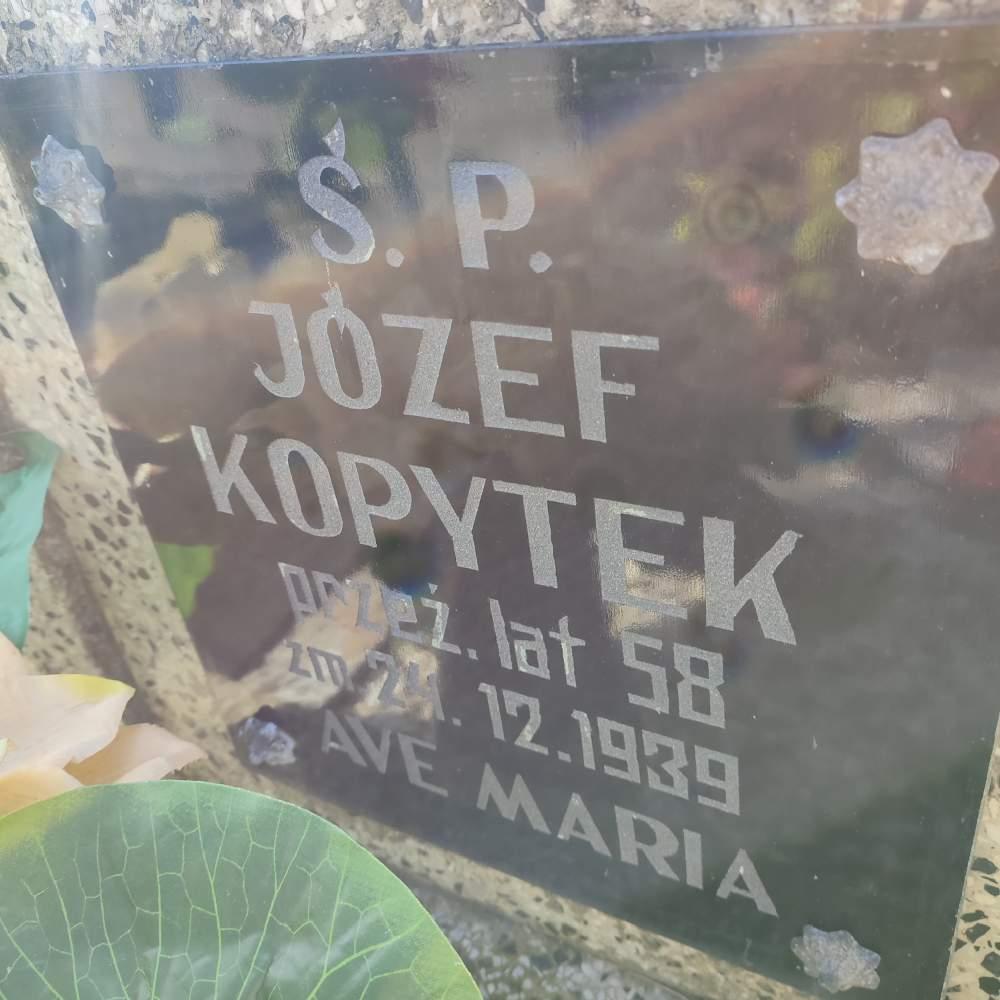 Ś. P.
JÓZEF
KOPYTEK
przeż. lat 58
zm 24. 12.1939
AVE MARIA